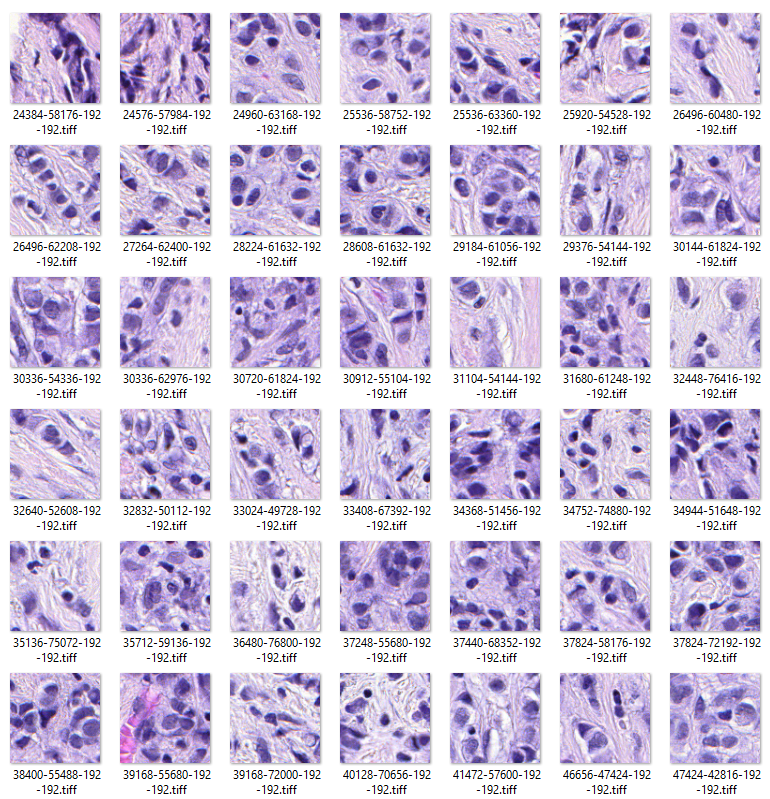 24384-58176-192
-192.tiff
24576-57984-192
-192.tiff
24960-63168-192
-192.tiff
25536-58752-192
-192.tiff
25536-63360-192
-192.tiff
25920-54528-192
-192.tiff
26496-60480-192
-192.tiff
26496-62208-192
-192.tiff
27264-62400-192
-192.tiff
28224-61632-192
-192.tiff
28608-61632-192
-192.tiff
29184-61056-192
-192.tiff
29376-54144-192
-192.tiff
30144-61824-192
-192.tiff
30336-54336-192
-192.tiff
30336-62976-192
-192.tiff
30720-61824-192
-192.tiff
30912-55104-192
-192.tiff
31104-54144-192
-192.tiff
31680-61248-192
-192.tiff
32448-76416-192
-192.tiff
32640-52608-192
-192.tiff
32832-50112-192
-192.tiff
33024-49728-192
-192.tiff
33408-67392-192
-192.tiff
34368-51456-192
-192.tiff
34752-74880-192
-192.tiff
34944-51648-192
-192.tiff
35136-75072-192
-192.tiff
35712-59136-192
-192.tiff
36480-76800-192
-192.tiff
37248-55680-192
-192.tiff
37440-68352-192
-192.tiff
37824-58176-192
-192.tiff
37824-72192-192
-192.tiff
38400-55488-192
-192.tiff
39168-55680-192
-192.tiff
39168-72000-192
-192.tiff
40128-70656-192
-192.tiff
41472-57600-192
-192.tiff
46656-47424-192
-192.tiff
47424-42816-192
-192.tiff